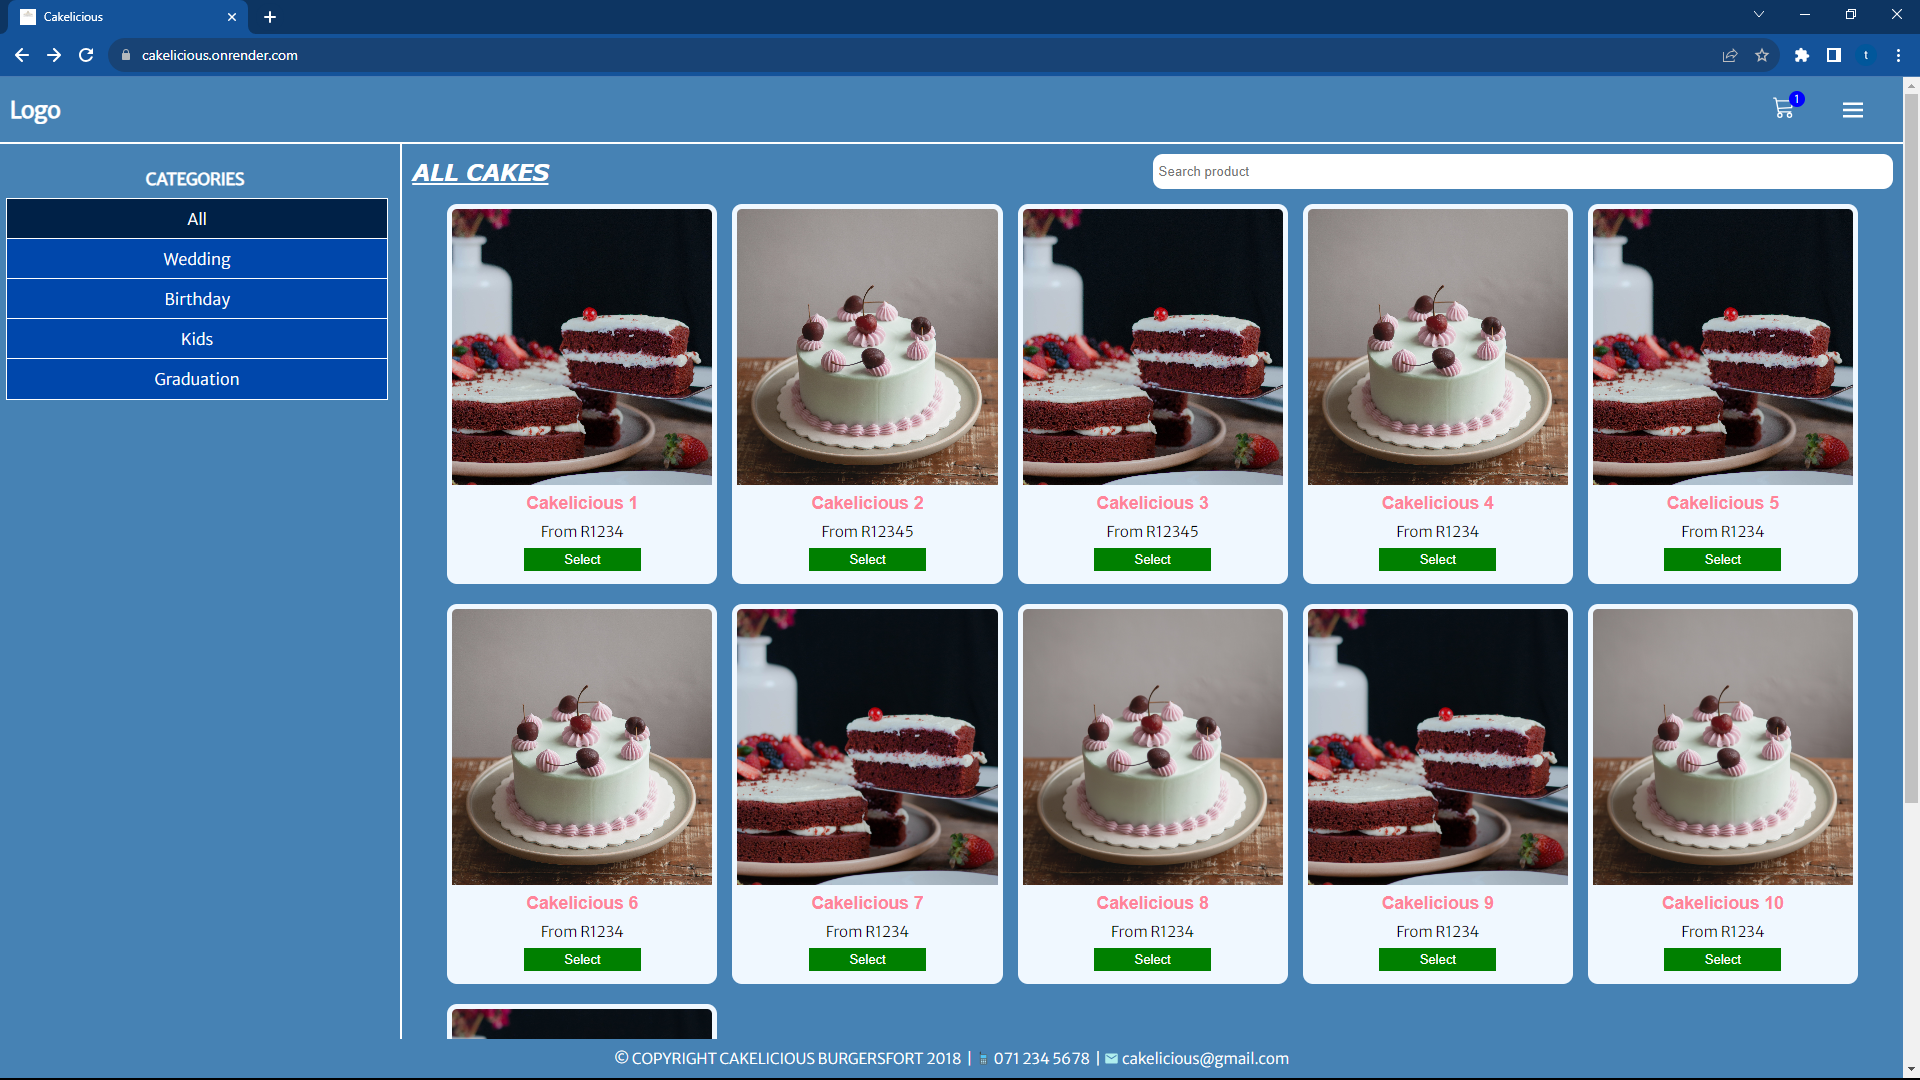 Cakelicious
cakelicious.onrender.com
t
Logo
1
CATEGORIES
All
Wedding
Birthday
Kids
Graduation
ALL CAKES
Search product
Cakelicious 1
From R1234
Select
Cakelicious 2
From R12345
Select
Cakelicious 3
From R12345
Select
Cakelicious 4
From R1234
Select
Cakelicious 5
From R1234
Select
Cakelicious 6
From R1234
Select
Cakelicious 7
From R1234
Select
Cakelicious 8
From R1234
Select
Cakelicious 9
From R1234
Select
Cakelicious 10
From R1234
Select
© COPYRIGHT CAKELICIOUS BURGERSFORT 2018 | 071 234 5678 | cakelicious@gmail.com